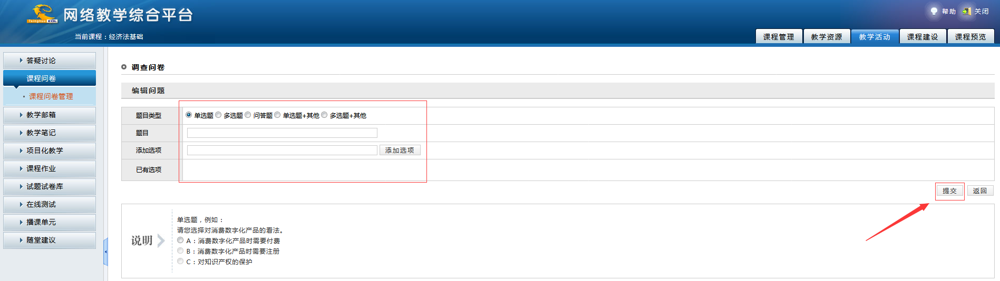 网络教学综合平台
TsinghuaEOL
帮助 关闭
当前课程：经济法基础
课程管理 教学资源 教学活动 课程建设 课程预览
答疑讨论
课程问卷
课程问卷管理
教学邮箱
教学笔记
项目化教学
课程作业
试题试卷库
在线测试
播课单元
随堂建议
调查问卷
编辑问题
题目类型 单选题 多选题 问答题 单选题+其他 多选题+其他
题目
添加选项 添加选项
已有选项
提交 返回
说明
单选题，例如：
请您选择对消费数字化产品的看法。
A：消费数字化产品时需要付费
B：消费数字化产品时需要注册
C：对知识产权的保护